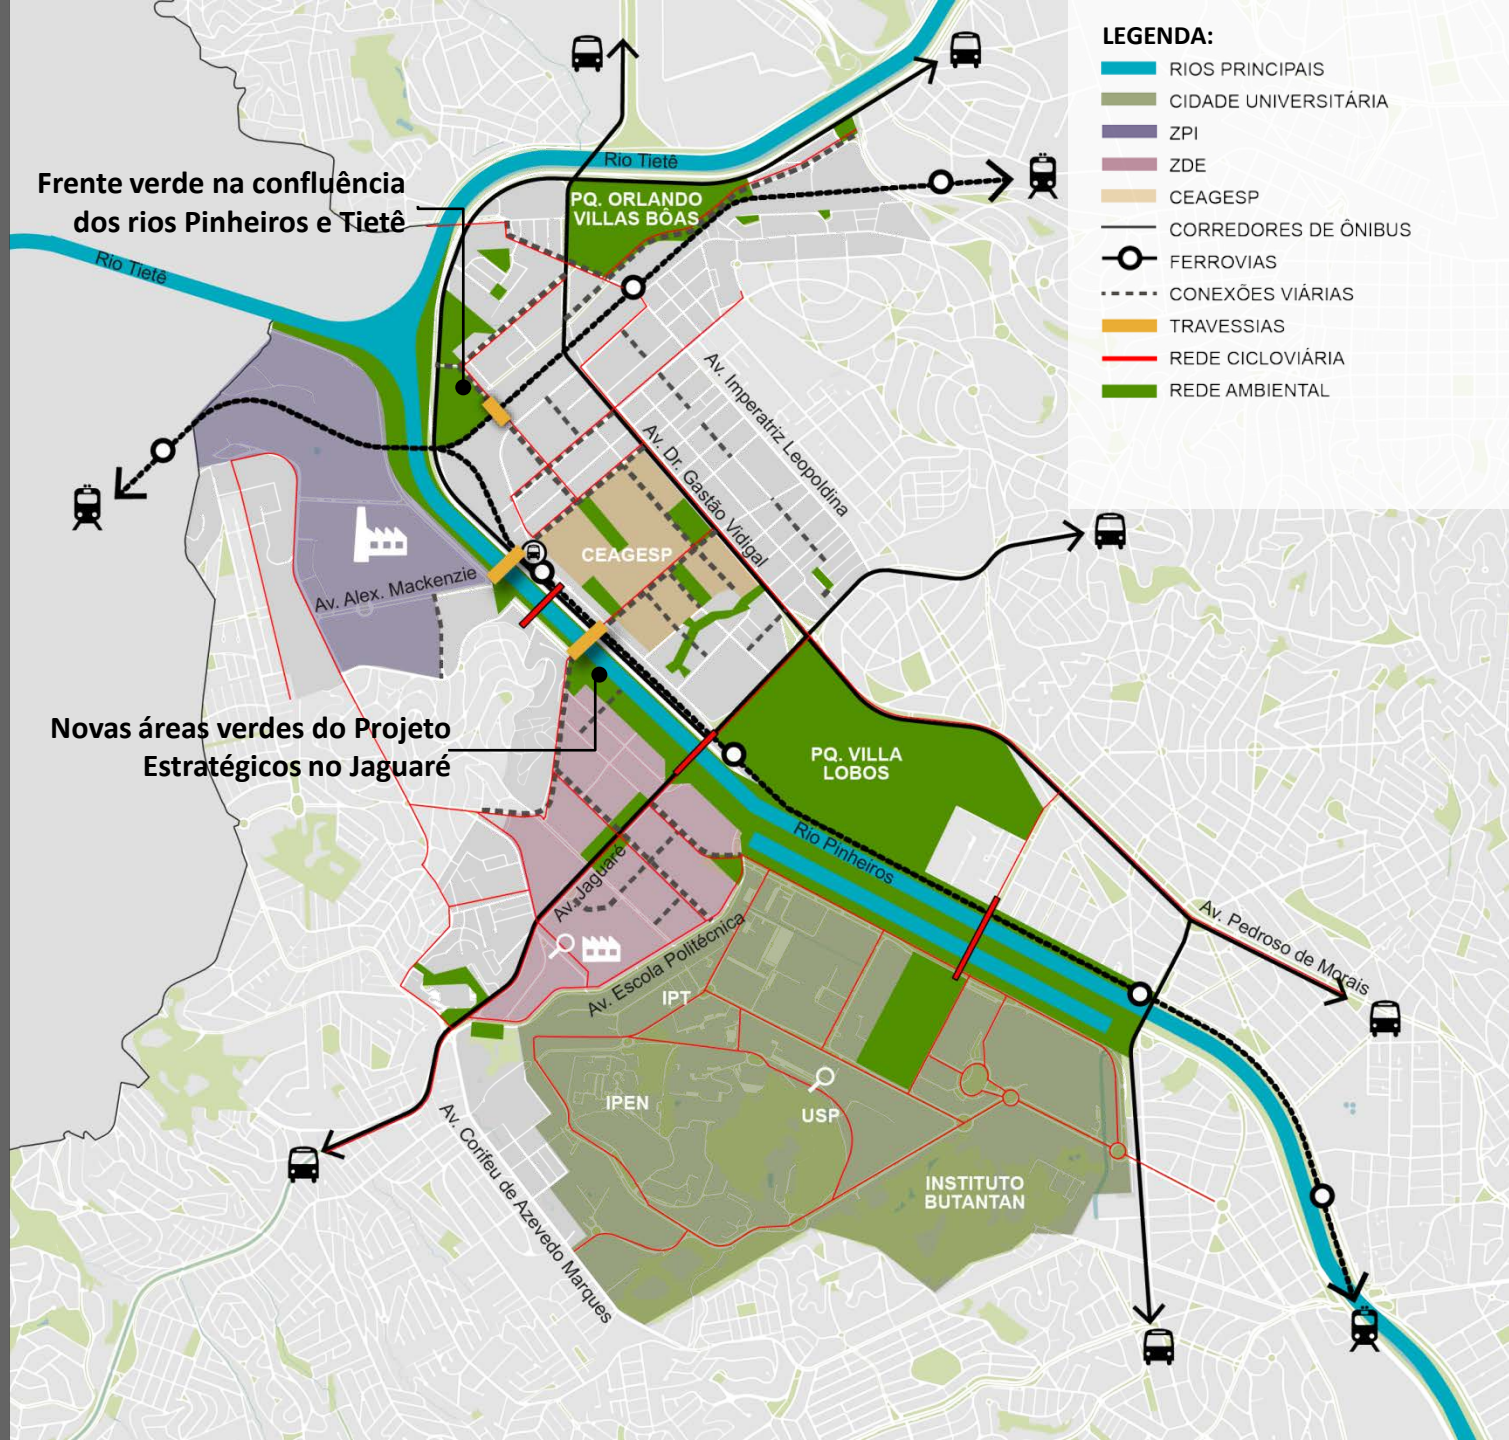 LEGENDA:
RIOS PRINCIPAIS
CIDADE UNIVERSITÁRIA
ZPI
ZDE
CEAGESP
CORREDORES DE ÔNIBUS
FERROVIAS
CONEXÕES VIÁRIAS
TRAVESSIAS
REDE CICLOVIÁRIA
REDE AMBIENTAL
Rio Tietê
Frente verde na confluência
dos rios Pinheiros e Tietê
PQ. ORLANDO
VILLAS BÔAS
Rio Tietê
Av. Imperatriz Leopoldina
Av. Dr. Gastão Vidigal
CEAGESP
Av. Alex. Mackenzie
Novas áreas verdes do Projeto
Estratégicos no Jaguaré
PQ. VILLA
LOBOS
Rio Pinheiros
Av. Jaguaré
Av. Escola Politécnica
Av. Pedroso de Morais
IPT
IPEN
USP
INSTITUTO
BUTANTAN
Av. Corifeu de Azevedo Marques